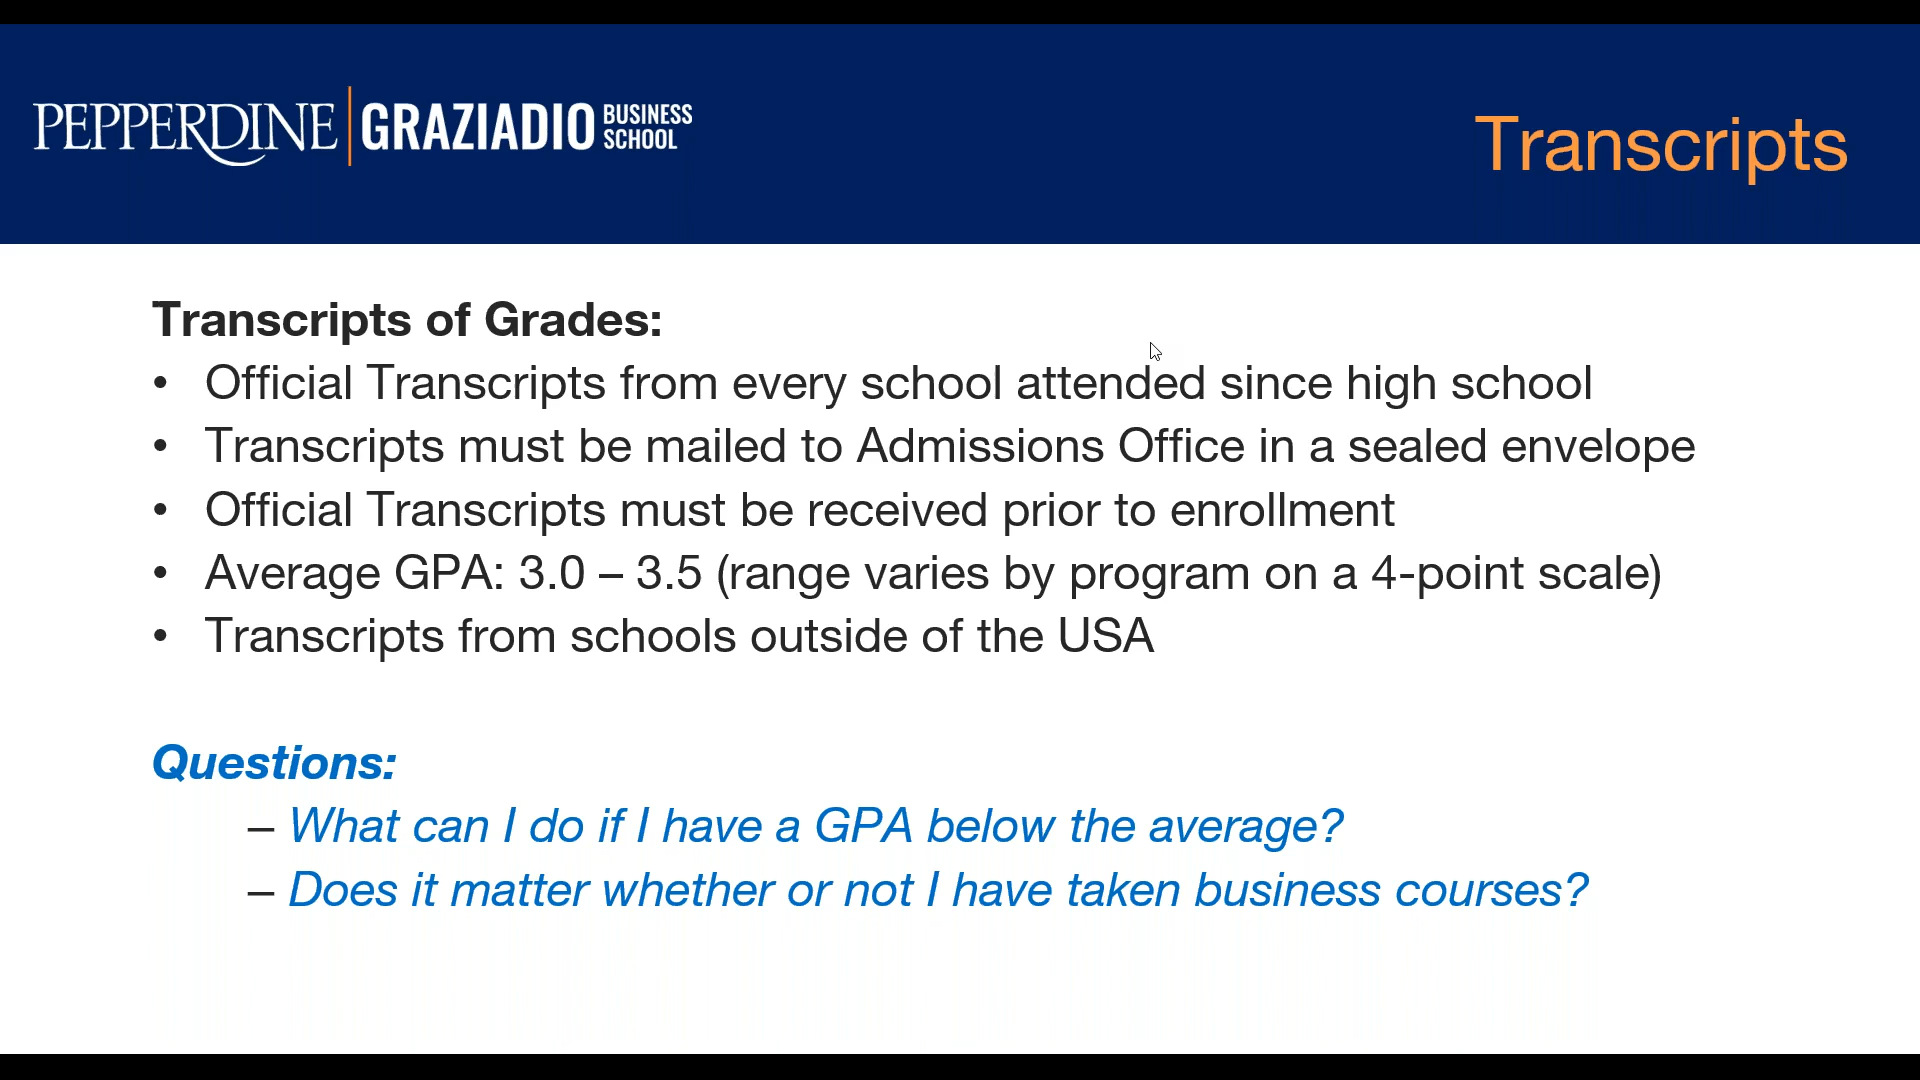 PEPPERDINE GRAZIADIO BUSINESS SCHOOL
Transcripts
Transcripts of Grades:
• Official Transcripts from every school attended since high school
• Transcripts must be mailed to Admissions Office in a sealed envelope
• Official Transcripts must be received prior to enrollment
• Average GPA: 3.0 – 3.5 (range varies by program on a 4-point scale)
• Transcripts from schools outside of the USA
Questions:
– What can I do if I have a GPA below the average?
– Does it matter whether or not I have taken business courses?